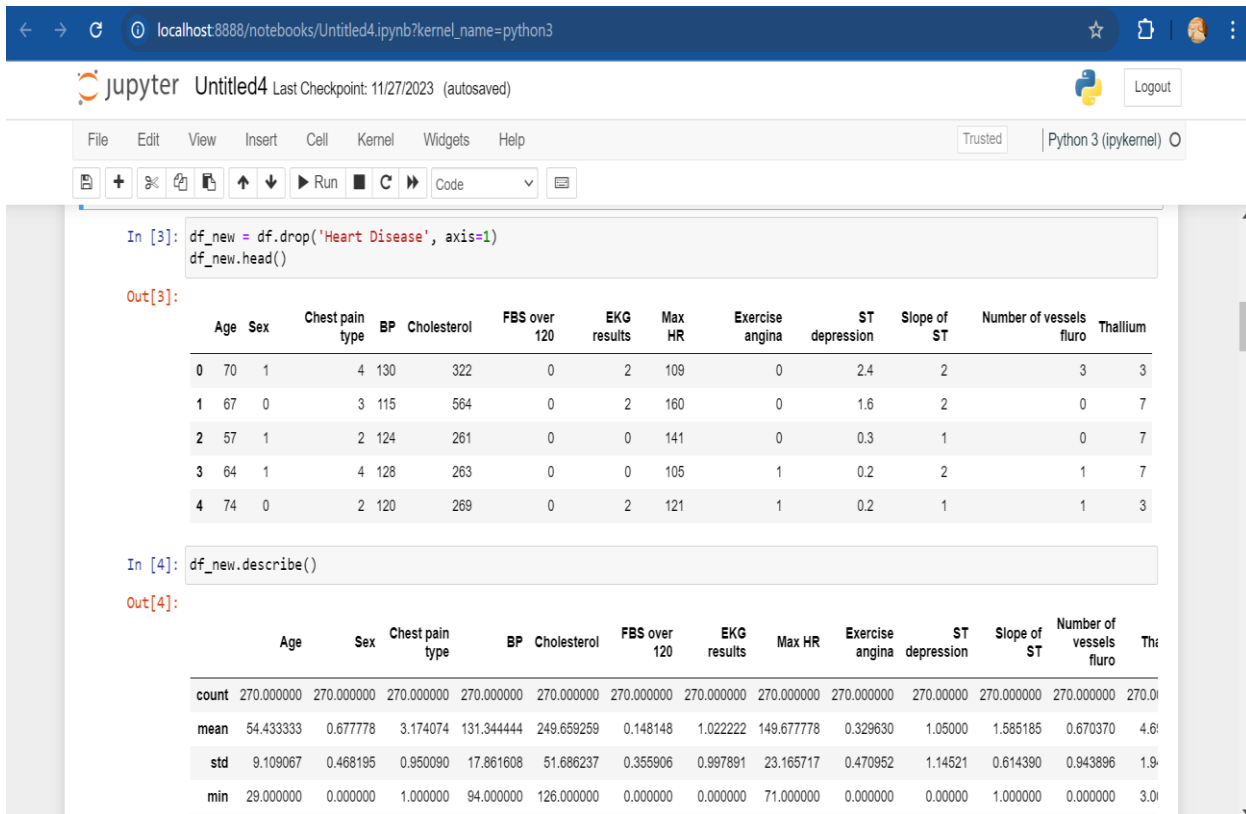 localhost:8888/notebooks/Untitled4.ipynb?kernel_name=python3
jupyter Untitled4 Last Checkpoint: 11/27/2023 (autosaved) Logout
File Edit View Insert Cell Kernel Widgets Help Trusted Python 3 (ipykernel)
Run Code
In [3]: df_new = df.drop('Heart Disease', axis=1)
df_new.head()
Out[3]:
Age Sex Chest pain type BP Cholesterol FBS over 120 EKG results Max HR Exercise angina ST depression Slope of ST Number of vessels fluro Thallium
0 70 1 4 130 322 0 2 109 0 2.4 2 3 3
1 67 0 3 115 564 0 2 160 0 1.6 2 0 7
2 57 1 2 124 261 0 0 141 0 0.3 1 0 7
3 64 1 4 128 263 0 0 105 1 0.2 2 1 7
4 74 0 2 120 269 0 2 121 1 0.2 1 1 3
In [4]: df_new.describe()
Out[4]:
Age Sex Chest pain type BP Cholesterol FBS over 120 EKG results Max HR Exercise angina ST depression Slope of ST Number of vessels fluro
count 270.000000 270.000000 270.000000 270.000000 270.000000 270.000000 270.000000 270.000000 270.000000 270.00000 270.000000 270.000000 270.0
mean 54.433333 0.677778 3.174074 131.344444 249.659259 0.148148 1.022222 149.677778 0.329630 1.05000 1.585185 0.670370 4.6
std 9.109067 0.468195 0.950090 17.861608 51.686237 0.355906 0.997891 23.165717 0.470952 1.14521 0.614390 0.943896 1.9
min 29.000000 0.000000 1.000000 94.000000 126.000000 0.000000 0.000000 71.000000 0.000000 0.00000 1.000000 0.000000 3.0